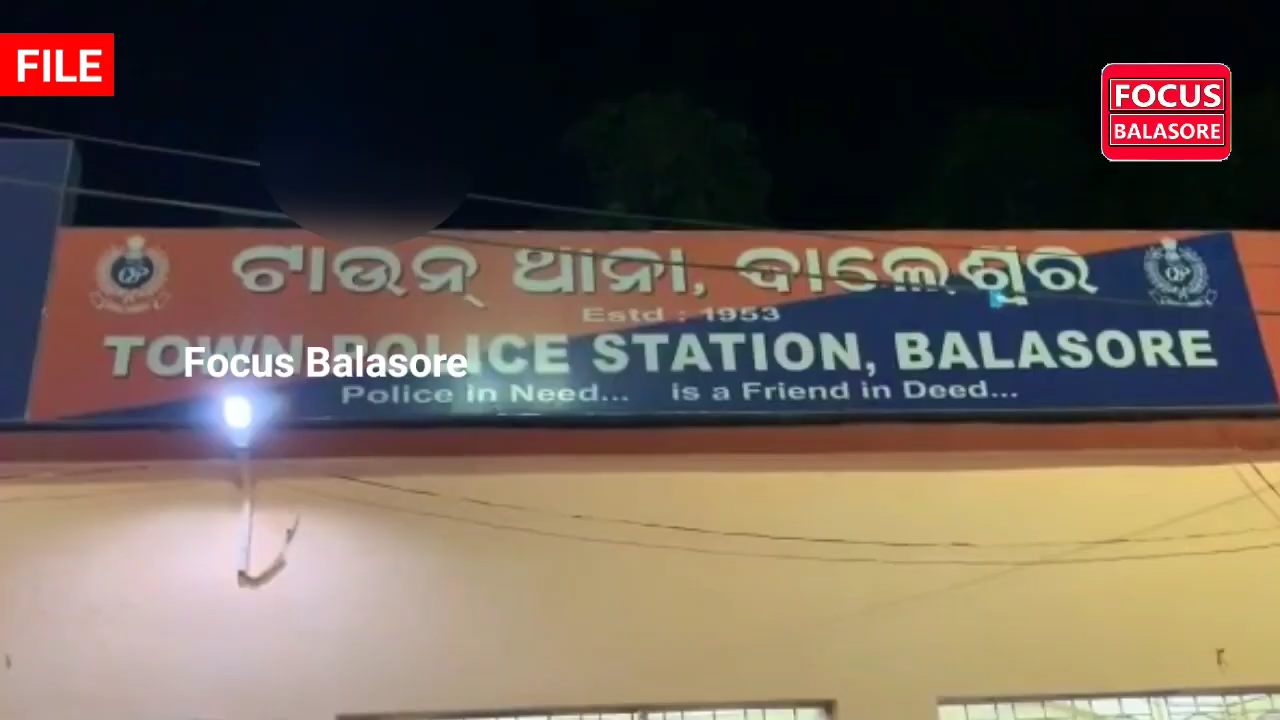 FILE
FOCUS
BALASORE
ଟାଉନ୍ ଥାନା, ବାଲେଶ୍ଵର
Estd : 1953
TOWN POLICE STATION, BALASORE
Focus Balasore
Police in Need... is a Friend in Deed...